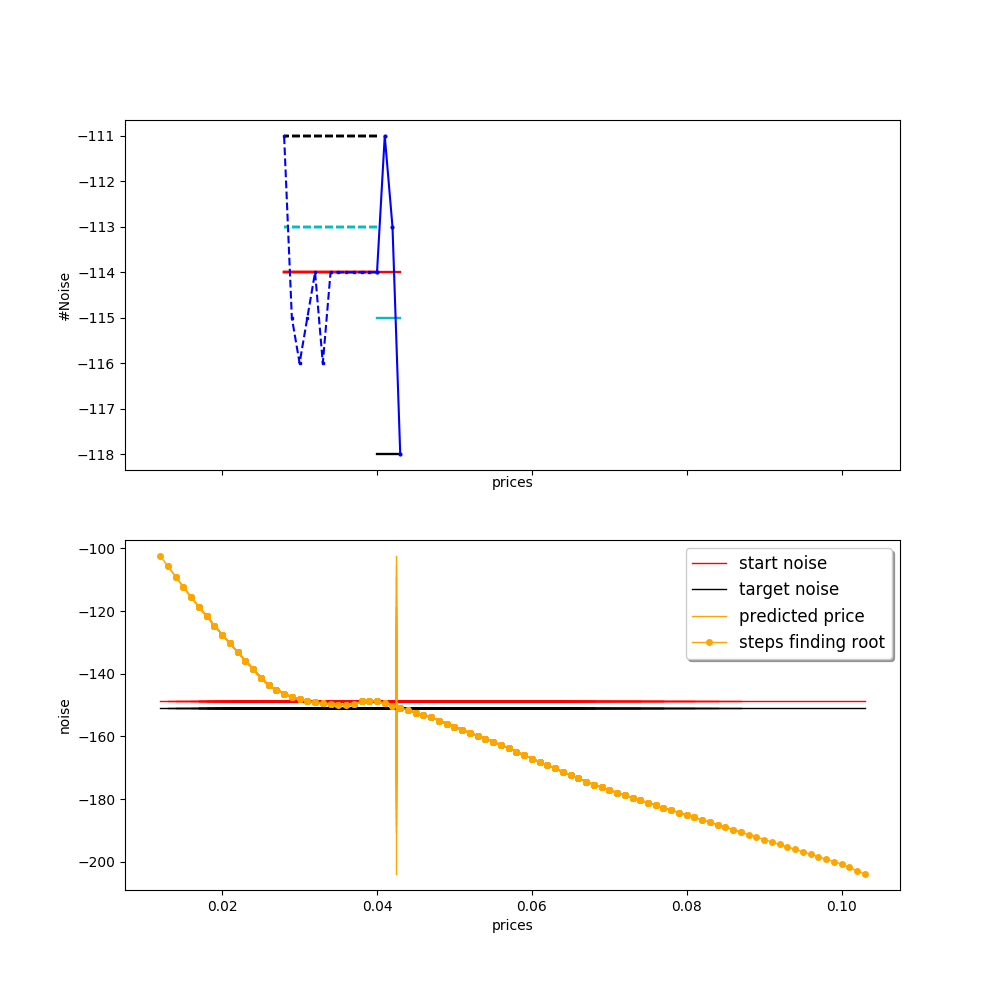 #Noise
−111
−112
−113
−114
−115
−116
−117
−118
prices
noise
−100
−120
−140
−160
−180
−200
start noise
target noise
predicted price
steps finding root
0.02 0.04 0.06 0.08 0.10
prices